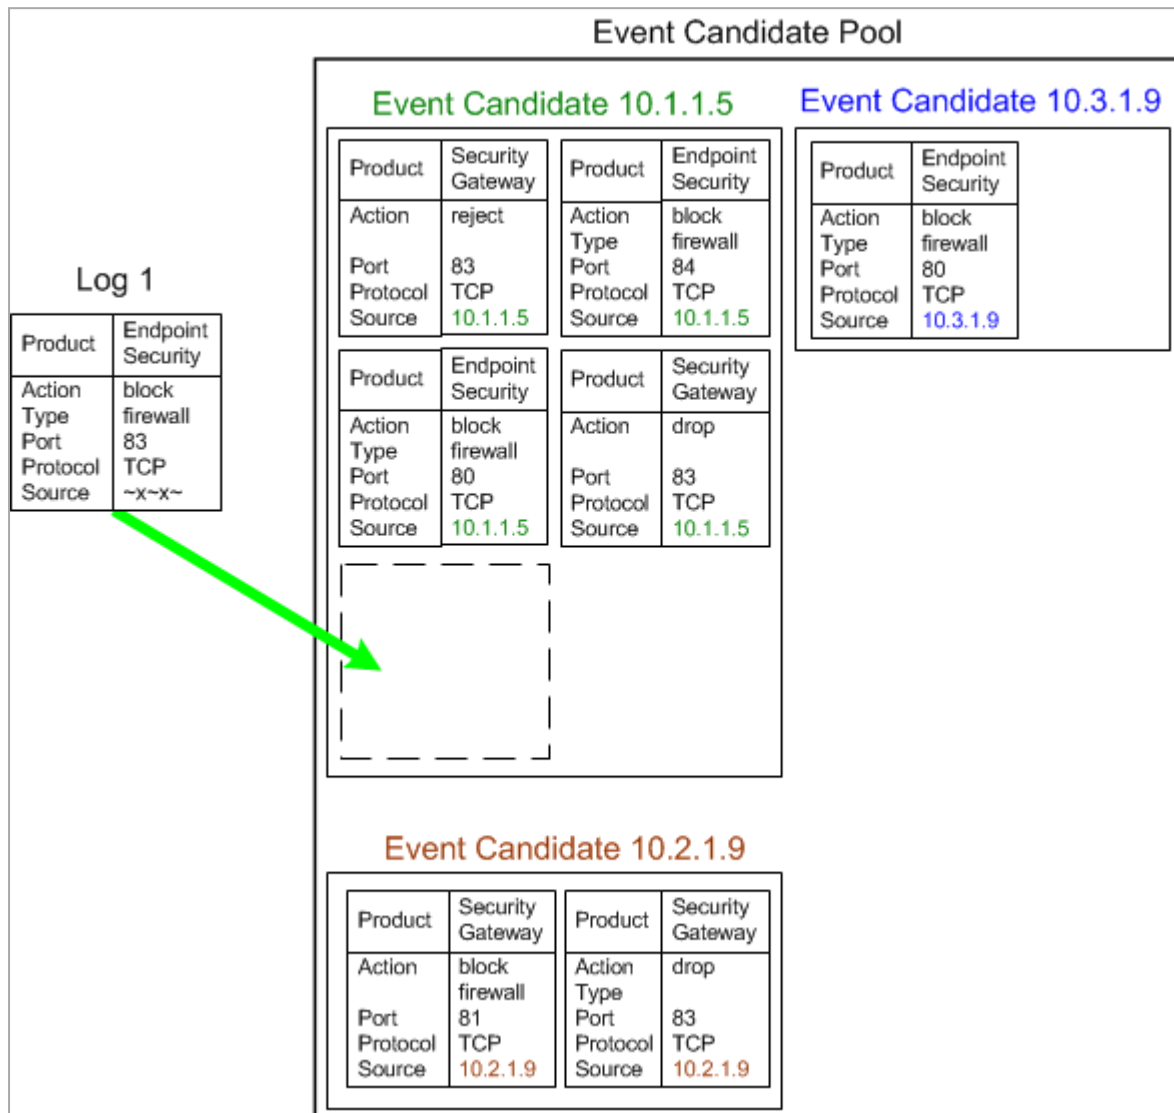 Event Candidate Pool
Event Candidate 10.1.1.5
Product Security Gateway
Action reject
Port 83
Protocol TCP
Source 10.1.1.5
Product Endpoint Security
Action block
Type firewall
Port 84
Protocol TCP
Source 10.1.1.5
Product Endpoint Security
Action block
Type firewall
Port 80
Protocol TCP
Source 10.1.1.5
Product Security Gateway
Action drop
Port 83
Protocol TCP
Source 10.1.1.5
Event Candidate 10.3.1.9
Product Endpoint Security
Action block
Type firewall
Port 80
Protocol TCP
Source 10.3.1.9
Log 1
Product Endpoint Security
Action block
Type firewall
Port 83
Protocol TCP
Source ~x~x~
Event Candidate 10.2.1.9
Product Security Gateway
Action block
firewall
Port 81
Protocol TCP
Source 10.2.1.9
Product Security Gateway
Action drop
Type
Port 83
Protocol TCP
Source 10.2.1.9